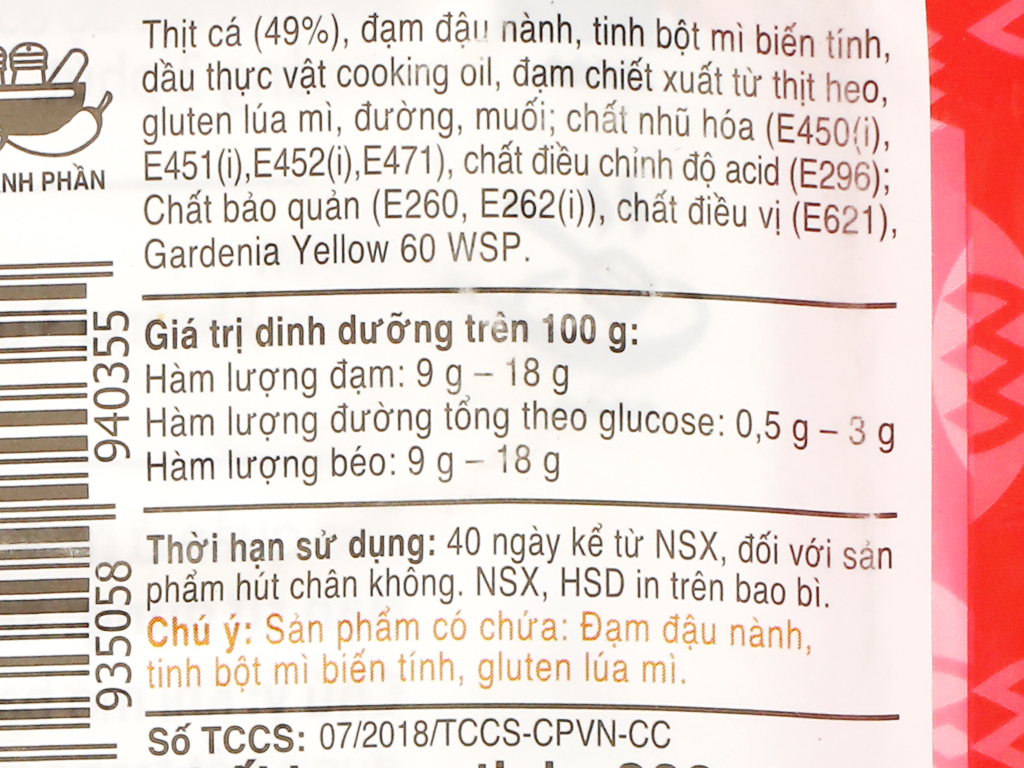 Thịt cá (49%), đạm đậu nành, tinh bột mì biến tính,
dầu thực vật cooking oil, đạm chiết xuất từ thịt heo,
gluten lúa mì, đường, muối; chất nhũ hóa (E450(i),
E451(i),E452(i),E471), chất điều chỉnh độ acid (E296);
Chất bảo quản (E260, E262(i)), chất điều vị (E621),
Gardenia Yellow 60 WSP.
NH PHẦN
Giá trị dinh dưỡng trên 100 g:
Hàm lượng đạm: 9 g – 18 g
Hàm lượng đường tổng theo glucose: 0,5 g – 3 g
Hàm lượng béo: 9 g – 18 g
Thời hạn sử dụng: 40 ngày kể từ NSX, đối với sản
phẩm hút chân không. NSX, HSD in trên bao bì.
Chú ý: Sản phẩm có chứa: Đạm đậu nành,
tinh bột mì biến tính, gluten lúa mì.
Số TCCS: 07/2018/TCCS-CPVN-CC
935058 940355